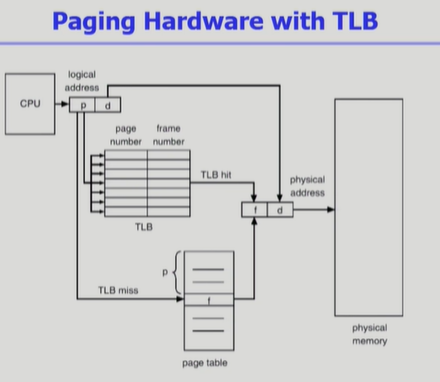 Paging Hardware with TLB
logical
address
CPU
p d
page frame
number number
TLB hit
physical
address
f d
TLB
p
TLB miss
f
physical
memory
page table